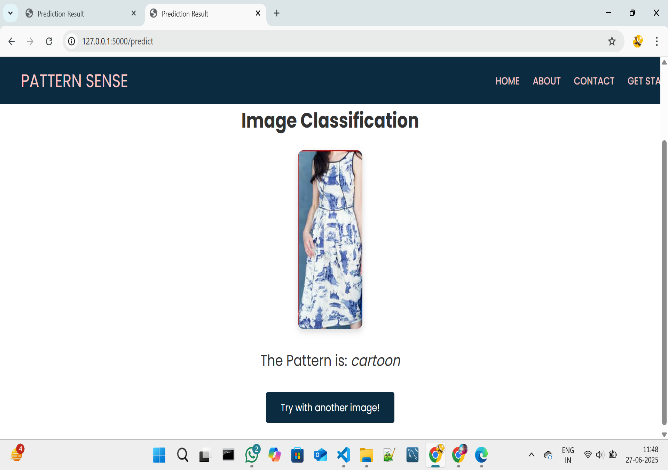 Prediction Result
Prediction Result
127.0.0.1:5000/predict
PATTERN SENSE
HOME
ABOUT
CONTACT
GET STA
Image Classification
The Pattern is: cartoon
Try with another image!
4
ENG
IN
11:48
27-06-2025